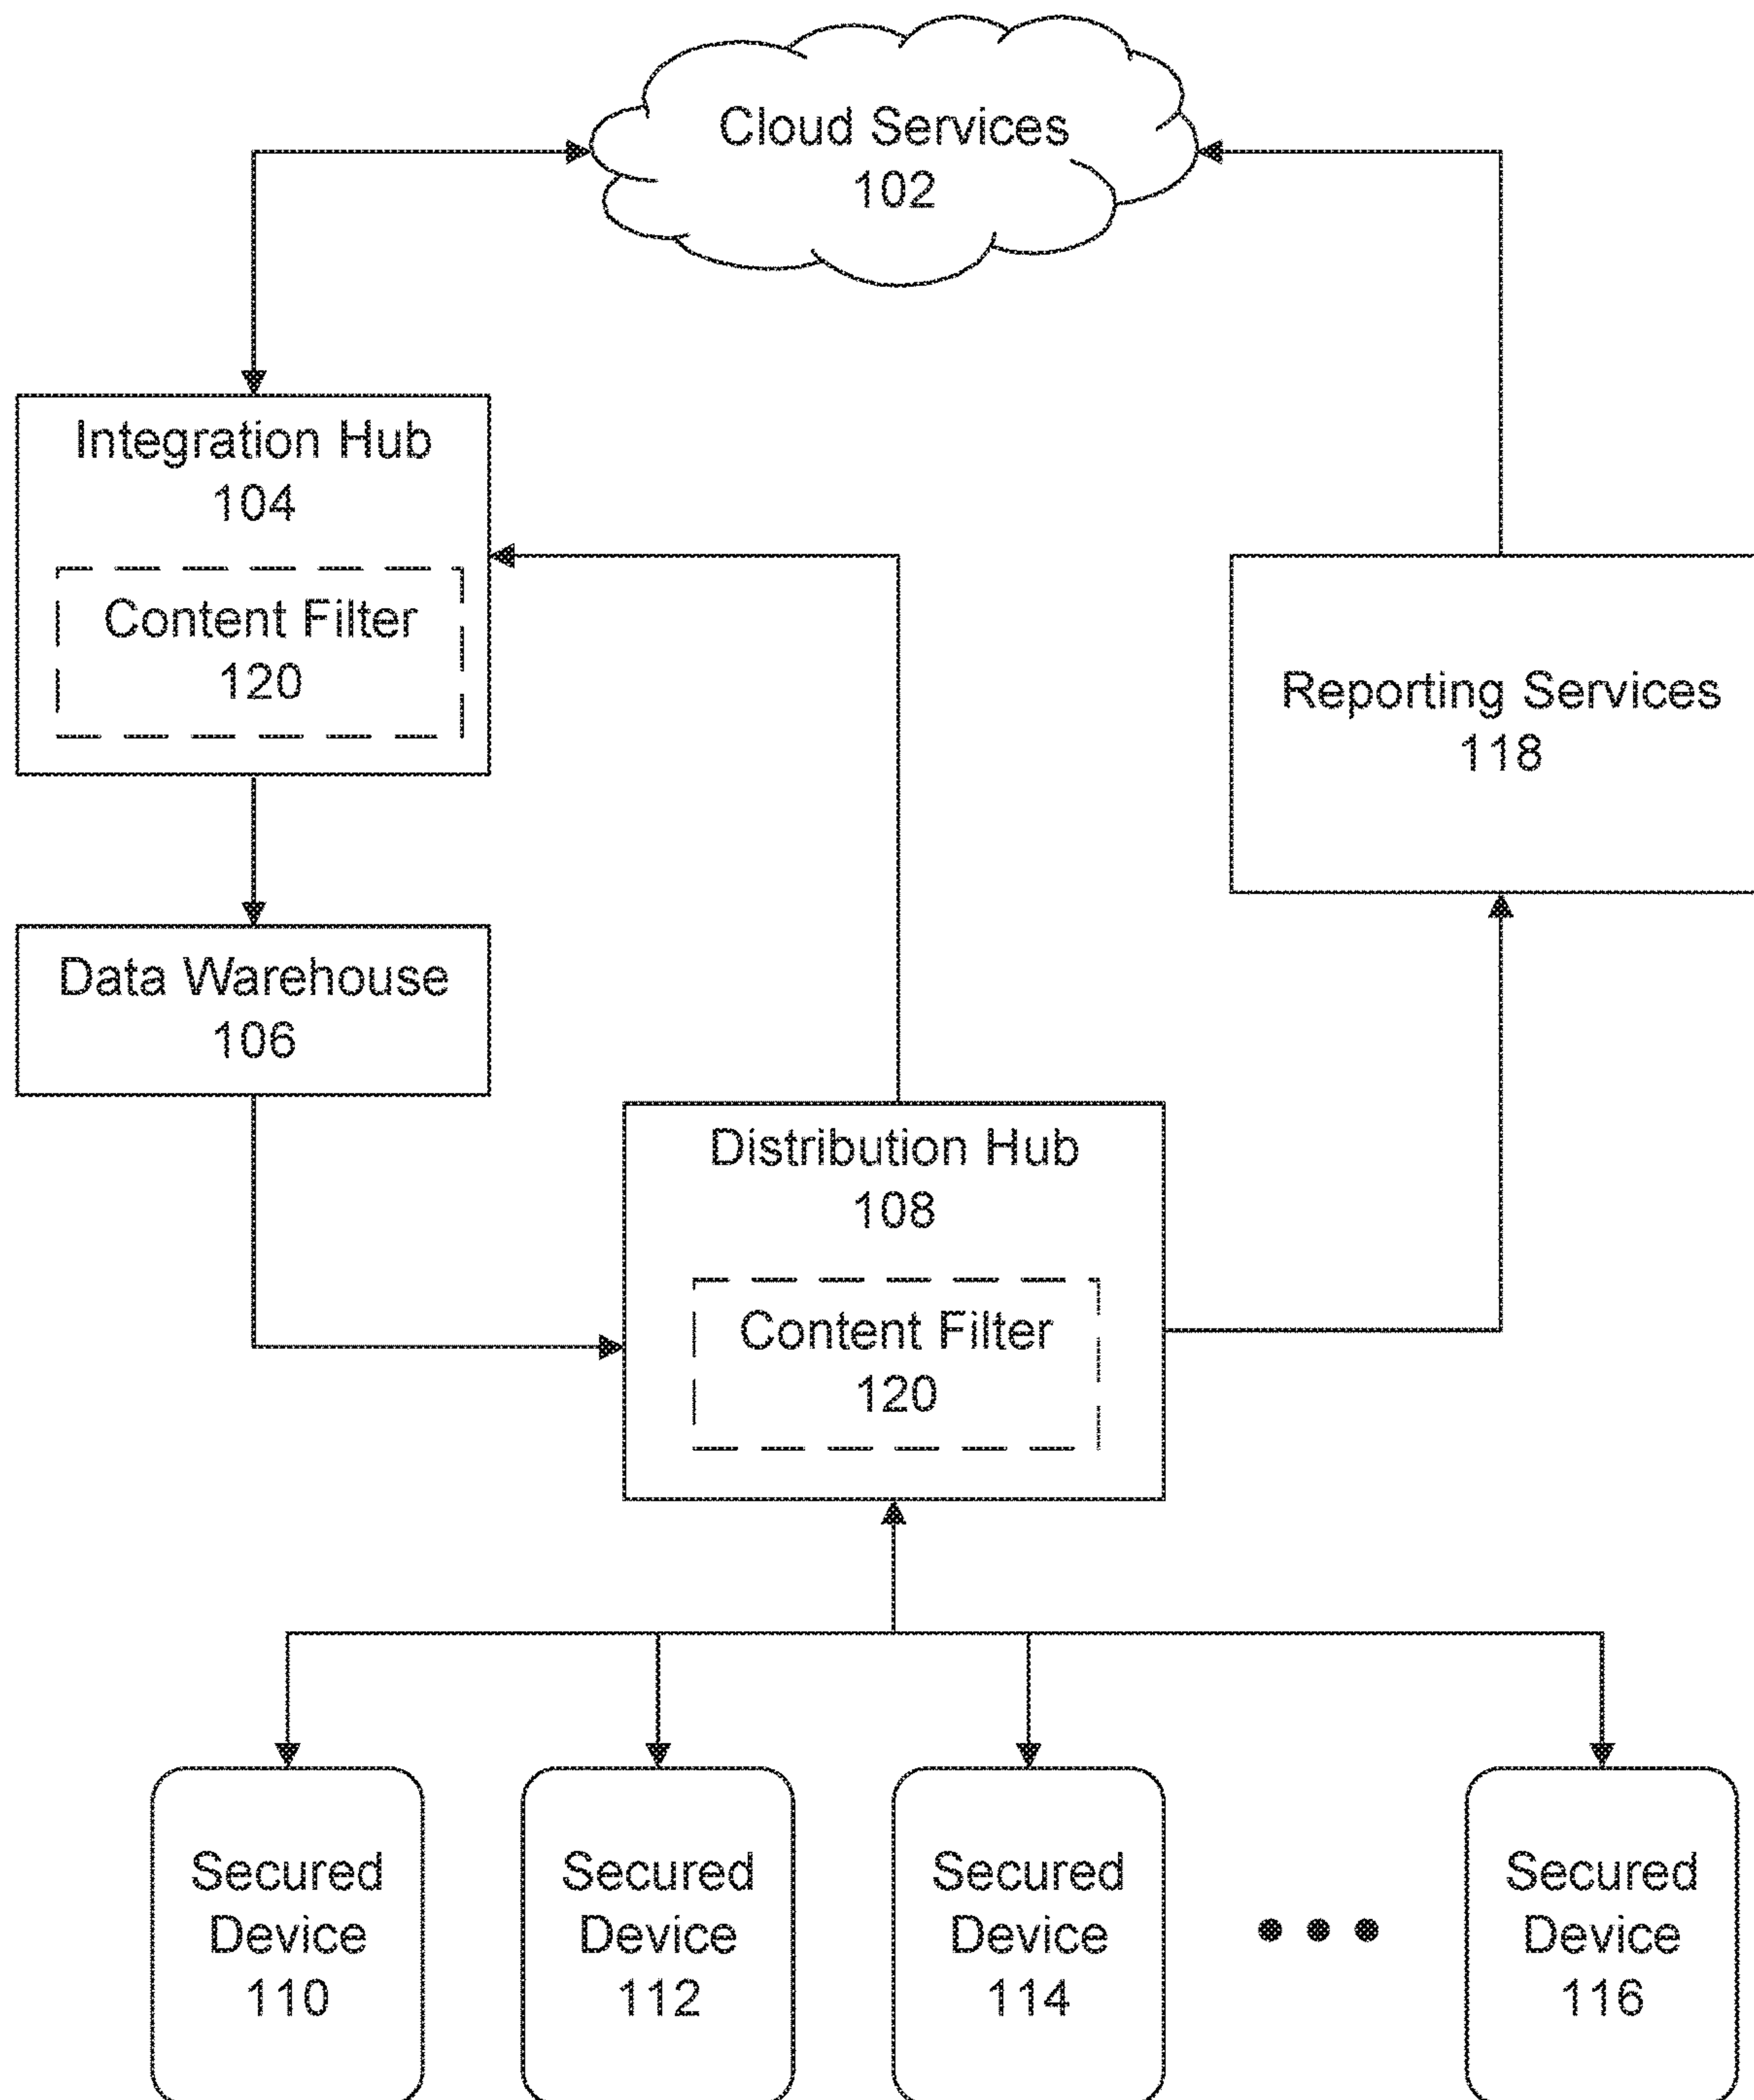 Cloud Services
102
Integration Hub
104
Content Filter
120
Reporting Services
118
Data Warehouse
106
Distribution Hub
108
Content Filter
120
Secured
Device
110
Secured
Device
112
Secured
Device
114
Secured
Device
116